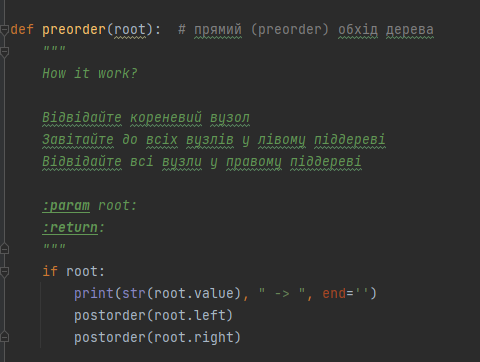 def preorder(root):  # прямий (preorder) обхід дерева
    """
    How it work?

    Відвідайте кореневий вузол
    Завітайте до всіх вузлів у лівому піддереві
    Відвідайте всі вузли у правому піддереві

    :param root:
    :return:
    """
    if root:
        print(str(root.value), " -> ", end='')
        postorder(root.left)
        postorder(root.right)